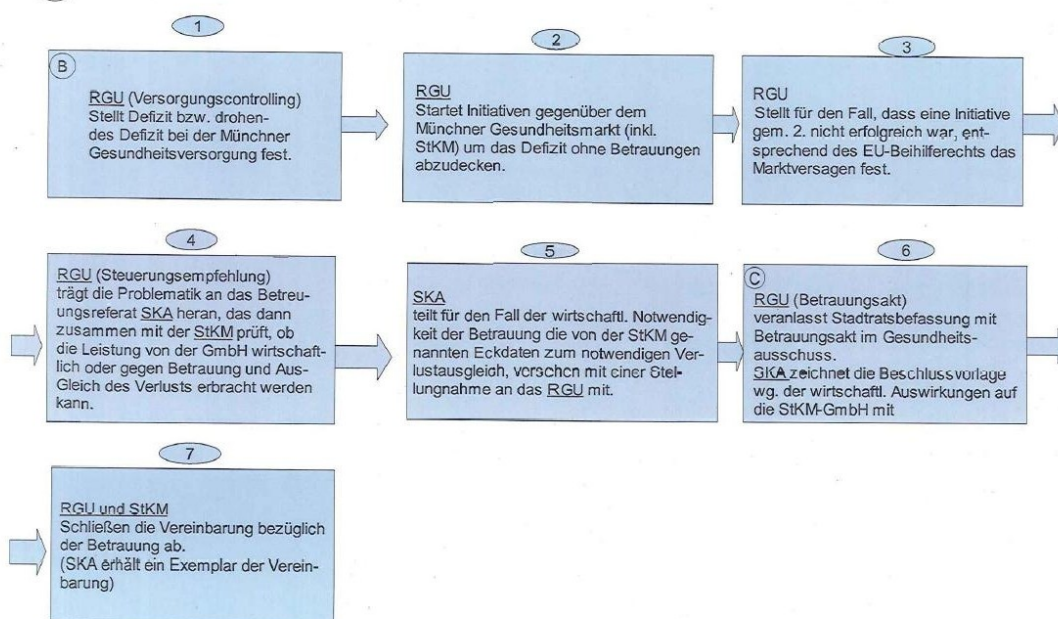 1
B
RGU (Versorgungscontrolling)
Stellt Defizit bzw. drohen-
des Defizit bei der Münchner
Gesundheitsversorgung fest.
2
RGU
Startet Initiativen gegenüber dem
Münchner Gesundheitsmarkt (inkl.
StKM) um das Defizit ohne Betrauungen
abzudecken.
3
RGU
Stellt für den Fall, dass eine Initiative
gem. 2. nicht erfolgreich war, ent-
sprechend des EU-Beihilferechts das
Marktversagen fest.
4
RGU (Steuerungsempfehlung)
trägt die Problematik an das Betreu-
ungsreferat SKA heran, das dann
zusammen mit der StKM prüft, ob
die Leistung von der GmbH wirtschaft-
lich oder gegen Betrauung und Aus-
Gleich des Verlusts erbracht werden
kann.
5
SKA
teilt für den Fall der wirtschaftl. Notwendig-
keit der Betrauung die von der StKM ge-
nannten Eckdaten zum notwendigen Ver-
lustausgleich, versehen mit einer Stel-
lungnahme an das RGU mit.
6
C
RGU (Betrauungsakt)
veranlasst Stadtratsbefassung mit
Betrauungsakt im Gesundheits-
ausschuss.
SKA zeichnet die Beschlussvorlage
wg. der wirtschaftl. Auswirkungen auf
die StKM-GmbH mit
7
RGU und StKM
Schließen die Vereinbarung bezüglich
der Betrauung ab.
(SKA erhält ein Exemplar der Verein-
barung)